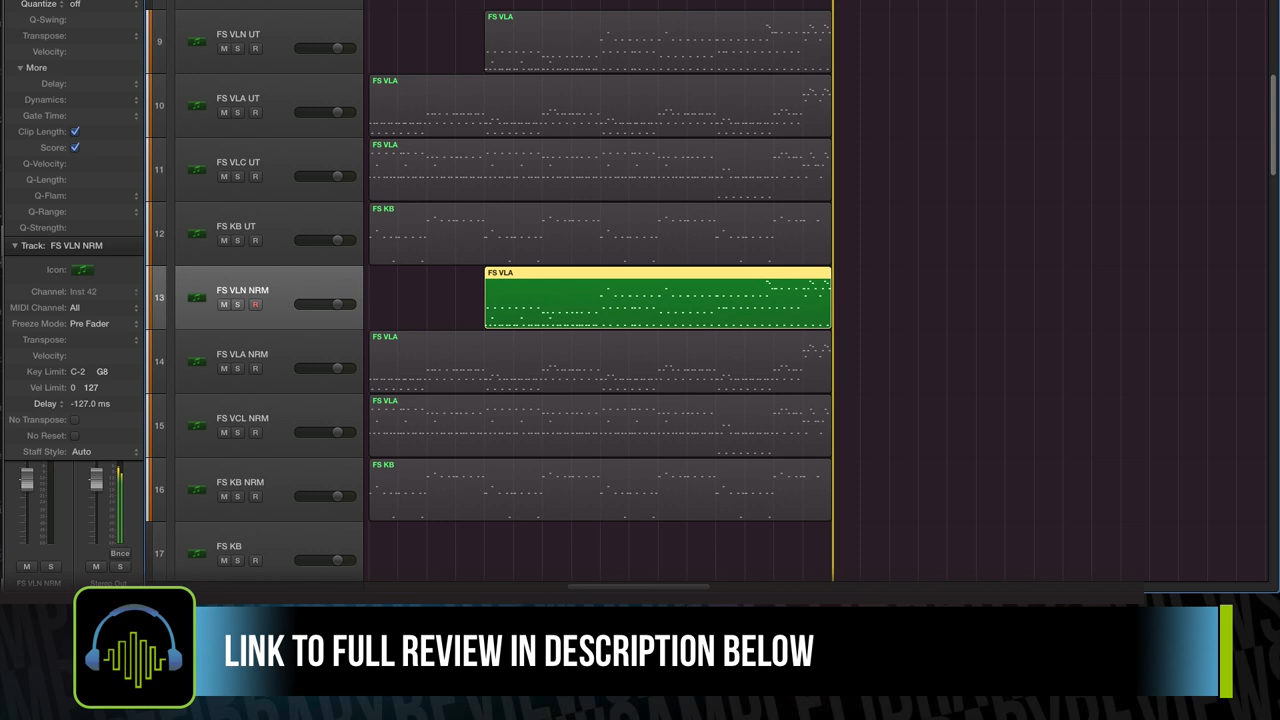 Quantize off
Q-Swing:
Transpose:
Velocity:
More
Delay:
Dynamics:
Gate Time:
Clip Length:
Score:
Q-Velocity:
Q-Length:
Q-Flam:
Q-Range:
Q-Strength:
Track: FS VLN NRM
Icon:
Channel: Inst 42
MIDI Channel: All
Freeze Mode: Pre Fader
Transpose:
Velocity:
Key Limit: C-2 G8
Vel Limit: 0 127
Delay -127.0 ms
No Transpose:
No Reset:
Staff Style: Auto
Bnce
M S M S
FS VLN NRM Stereo Out
9 FS VLN UT
M S R
FS VLA
10 FS VLA UT
M S R
FS VLA
11 FS VLC UT
M S R
FS VLA
12 FS KB UT
M S R
FS KB
13 FS VLN NRM
M S R
FS VLA
14 FS VLA NRM
M S R
FS VLA
15 FS VCL NRM
M S R
FS VLA
16 FS KB NRM
M S R
FS KB
17 FS KB
M S R
LINK TO FULL REVIEW IN DESCRIPTION BELOW